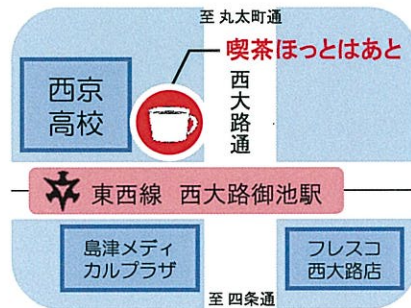 至 丸太町通
喫茶ほっとはあと
西京
高校
西大路通
東西線 西大路御池駅
島津メディ
カルプラザ
フレスコ
西大路店
至 四条通